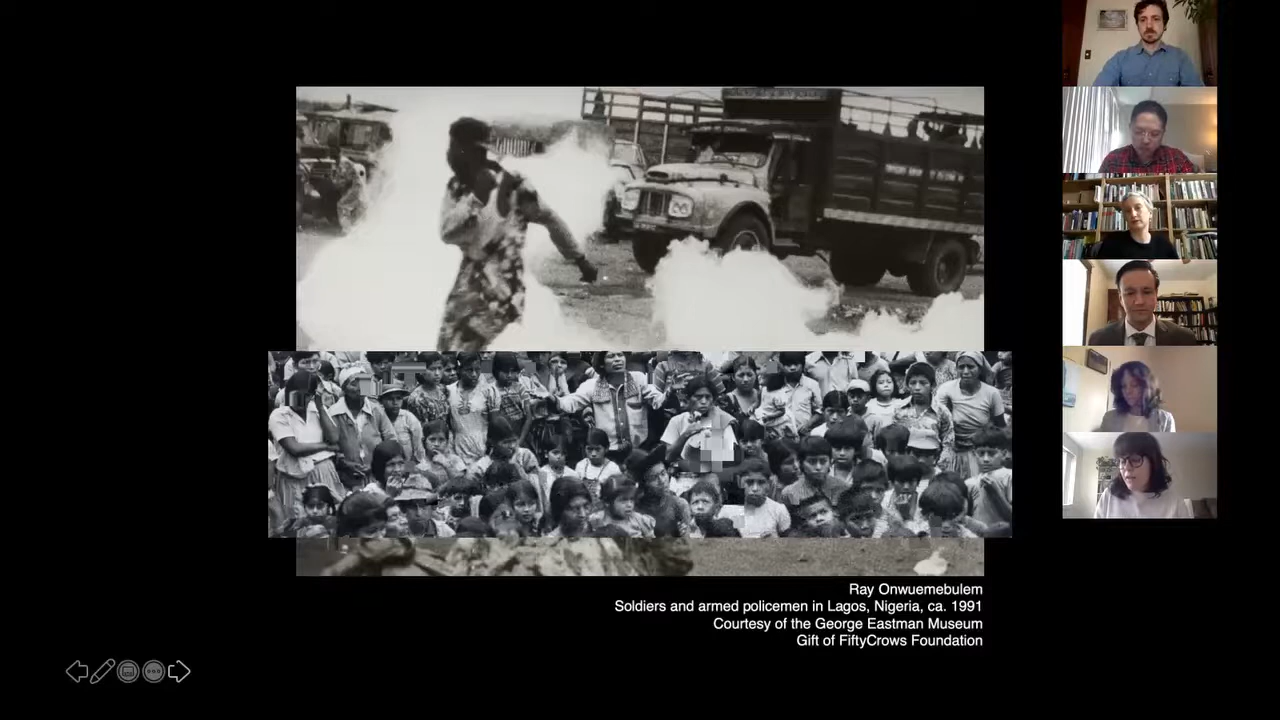 Ray Onwuemebulem
Soldiers and armed policemen in Lagos, Nigeria, ca. 1991
Courtesy of the George Eastman Museum
Gift of FiftyCrows Foundation